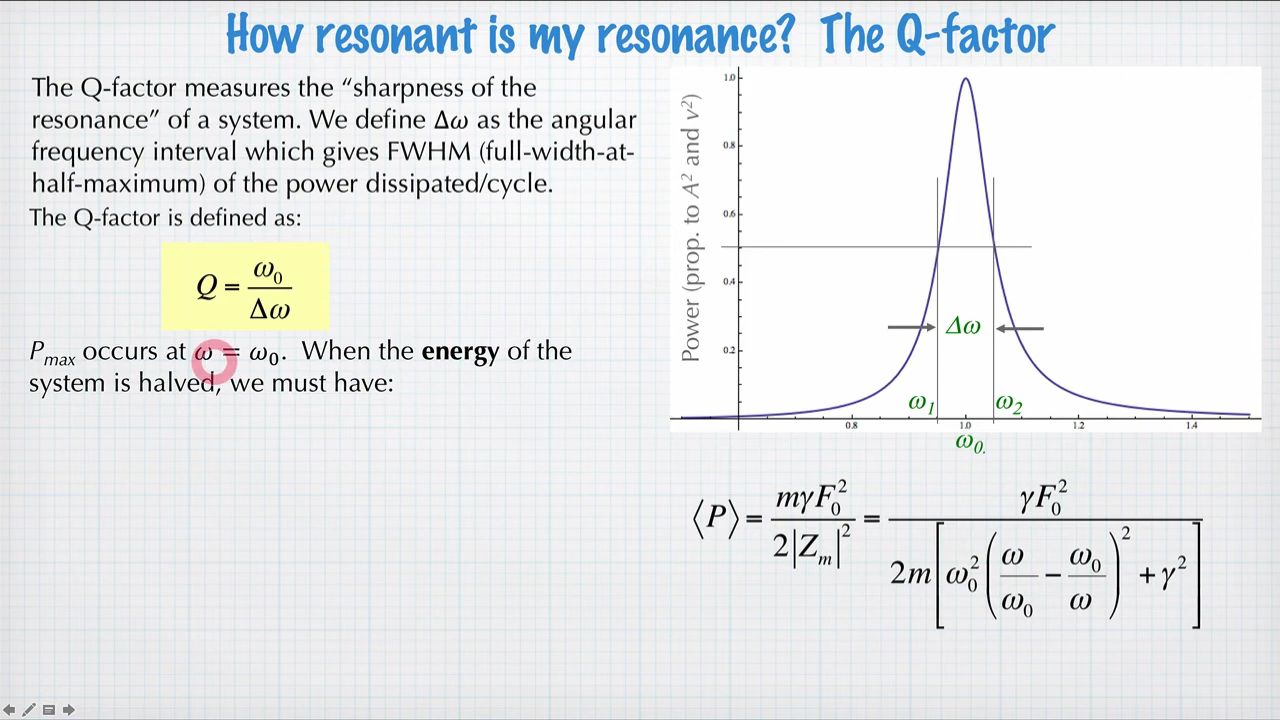 How resonant is my resonance? The Q-factor
The Q-factor measures the “sharpness of the
resonance” of a system. We define Δω as the angular
frequency interval which gives FWHM (full-width-at-
half-maximum) of the power dissipated/cycle.
The Q-factor is defined as:
Q = ω₀ / Δω
P_max occurs at ω = ω₀. When the energy of the
system is halved, we must have:
Power (prop. to A² and v²)
1.0
0.8
0.6
0.4
0.2
Δω
ω₁ ω₂
0.8 1.0 1.2 1.4
ω₀.
⟨P⟩ = mγF₀² / 2|Z_m|² = γF₀² / 2m[ω₀²(ω/ω₀ − ω₀/ω)² + γ²]